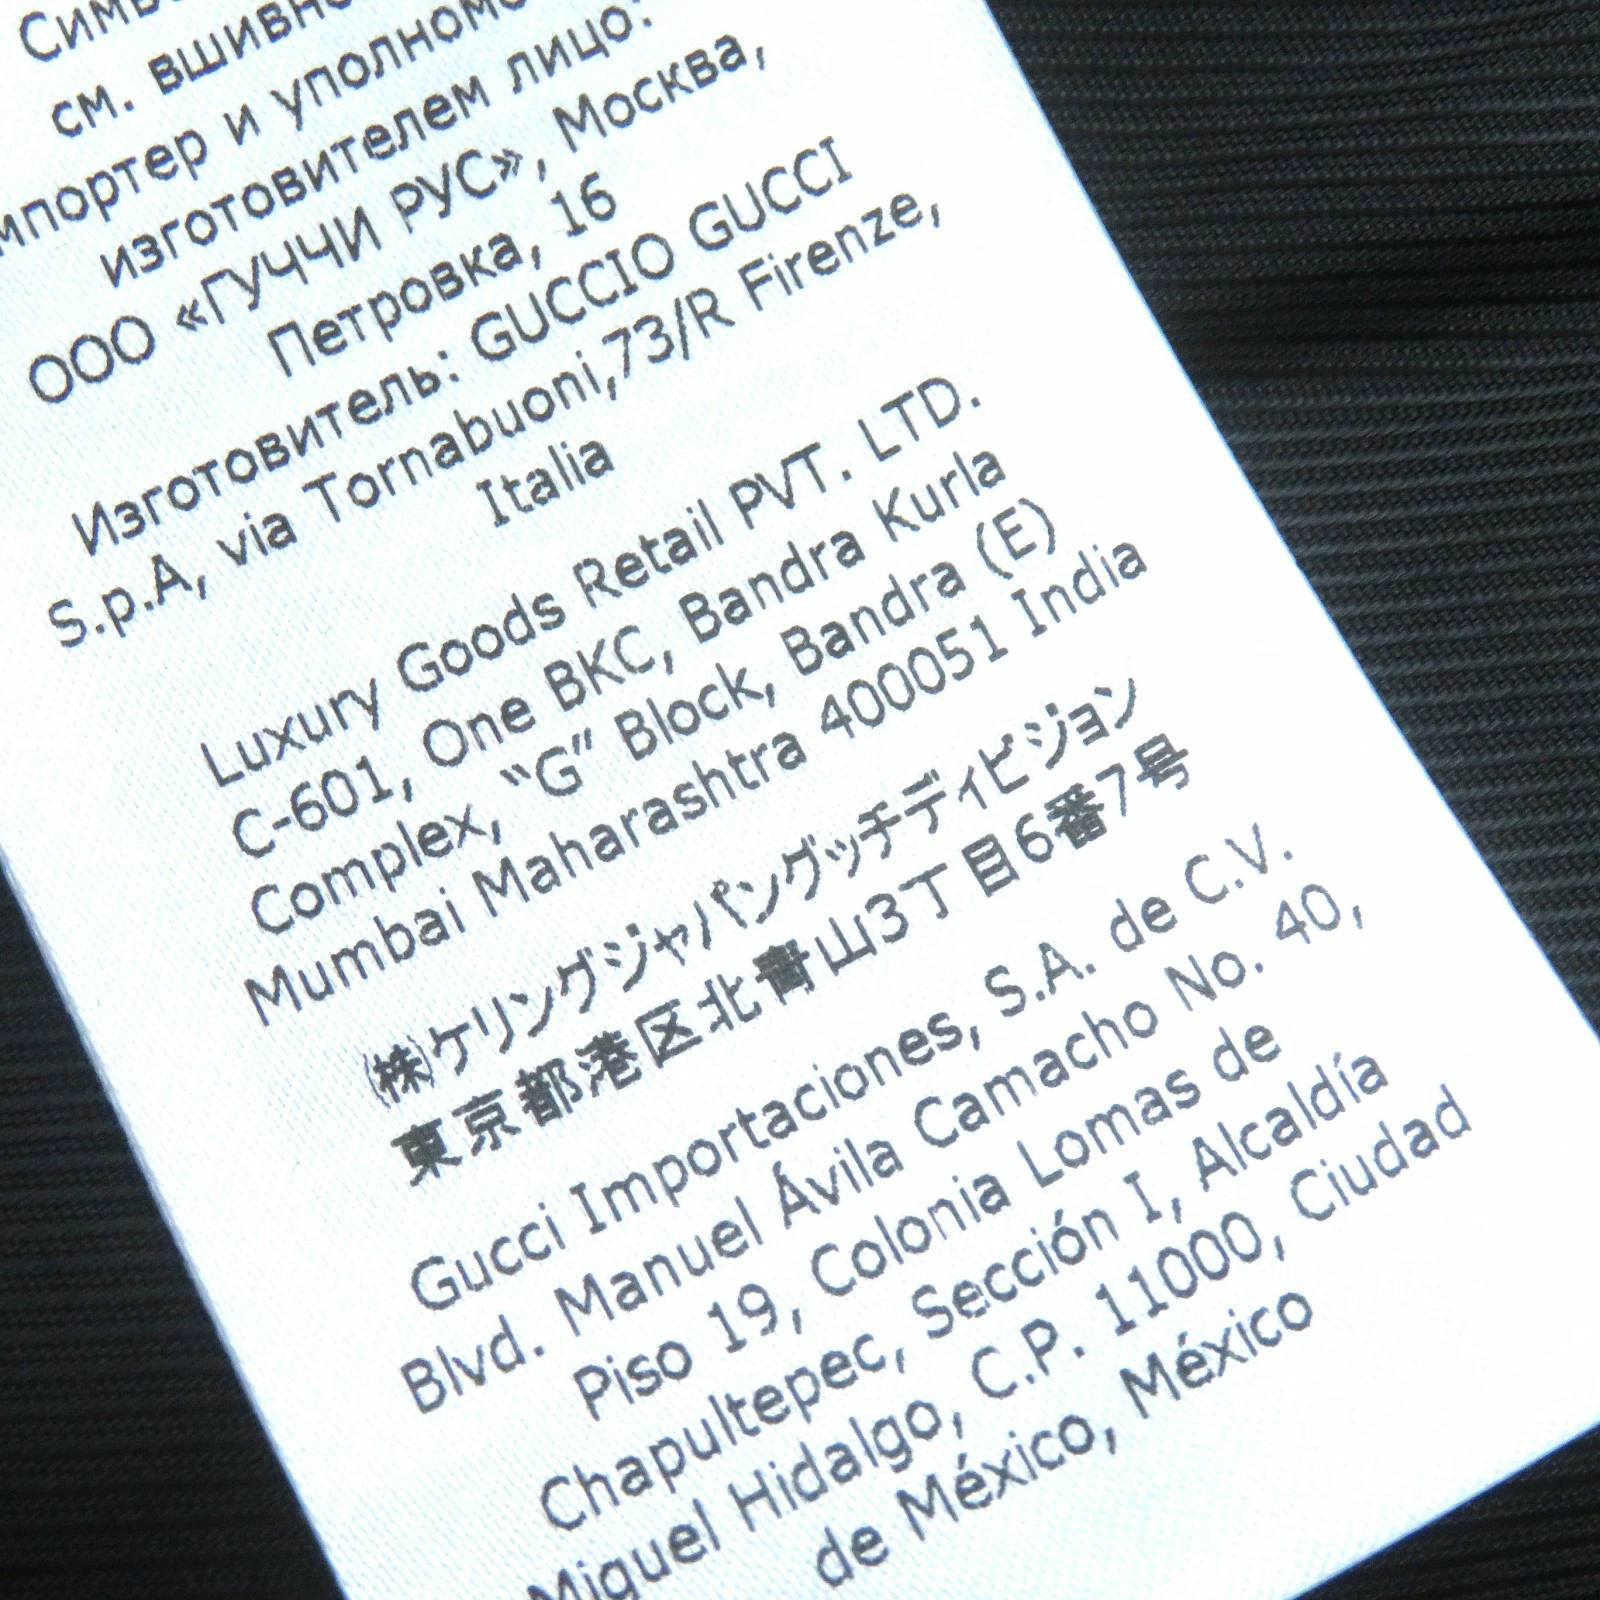 см.
и
изготовителем лицо:
ООО «ГУЧЧИ РУС», Москва,
Петровка, 16
Изготовитель: GUCCIO GUCCI
S.p.A, via Tornabuoni,73/R Firenze,
Italia
Luxury Goods Retail PVT. LTD.
C-601, One BKC, Bandra Kurla
Complex, “G” Block, Bandra (E)
Mumbai Maharashtra 400051 India
㈱ケリングジャパングッチディビジョン
東京都港区北青山3丁目6番7号
Gucci Importaciones, S.A. de C.V.
Blvd. Manuel Ávila Camacho No. 40,
Piso 19, Colonia Lomas de
Chapultepec, Sección I, Alcaldía
Miguel Hidalgo, C.P. 11000, Ciudad
de México, México